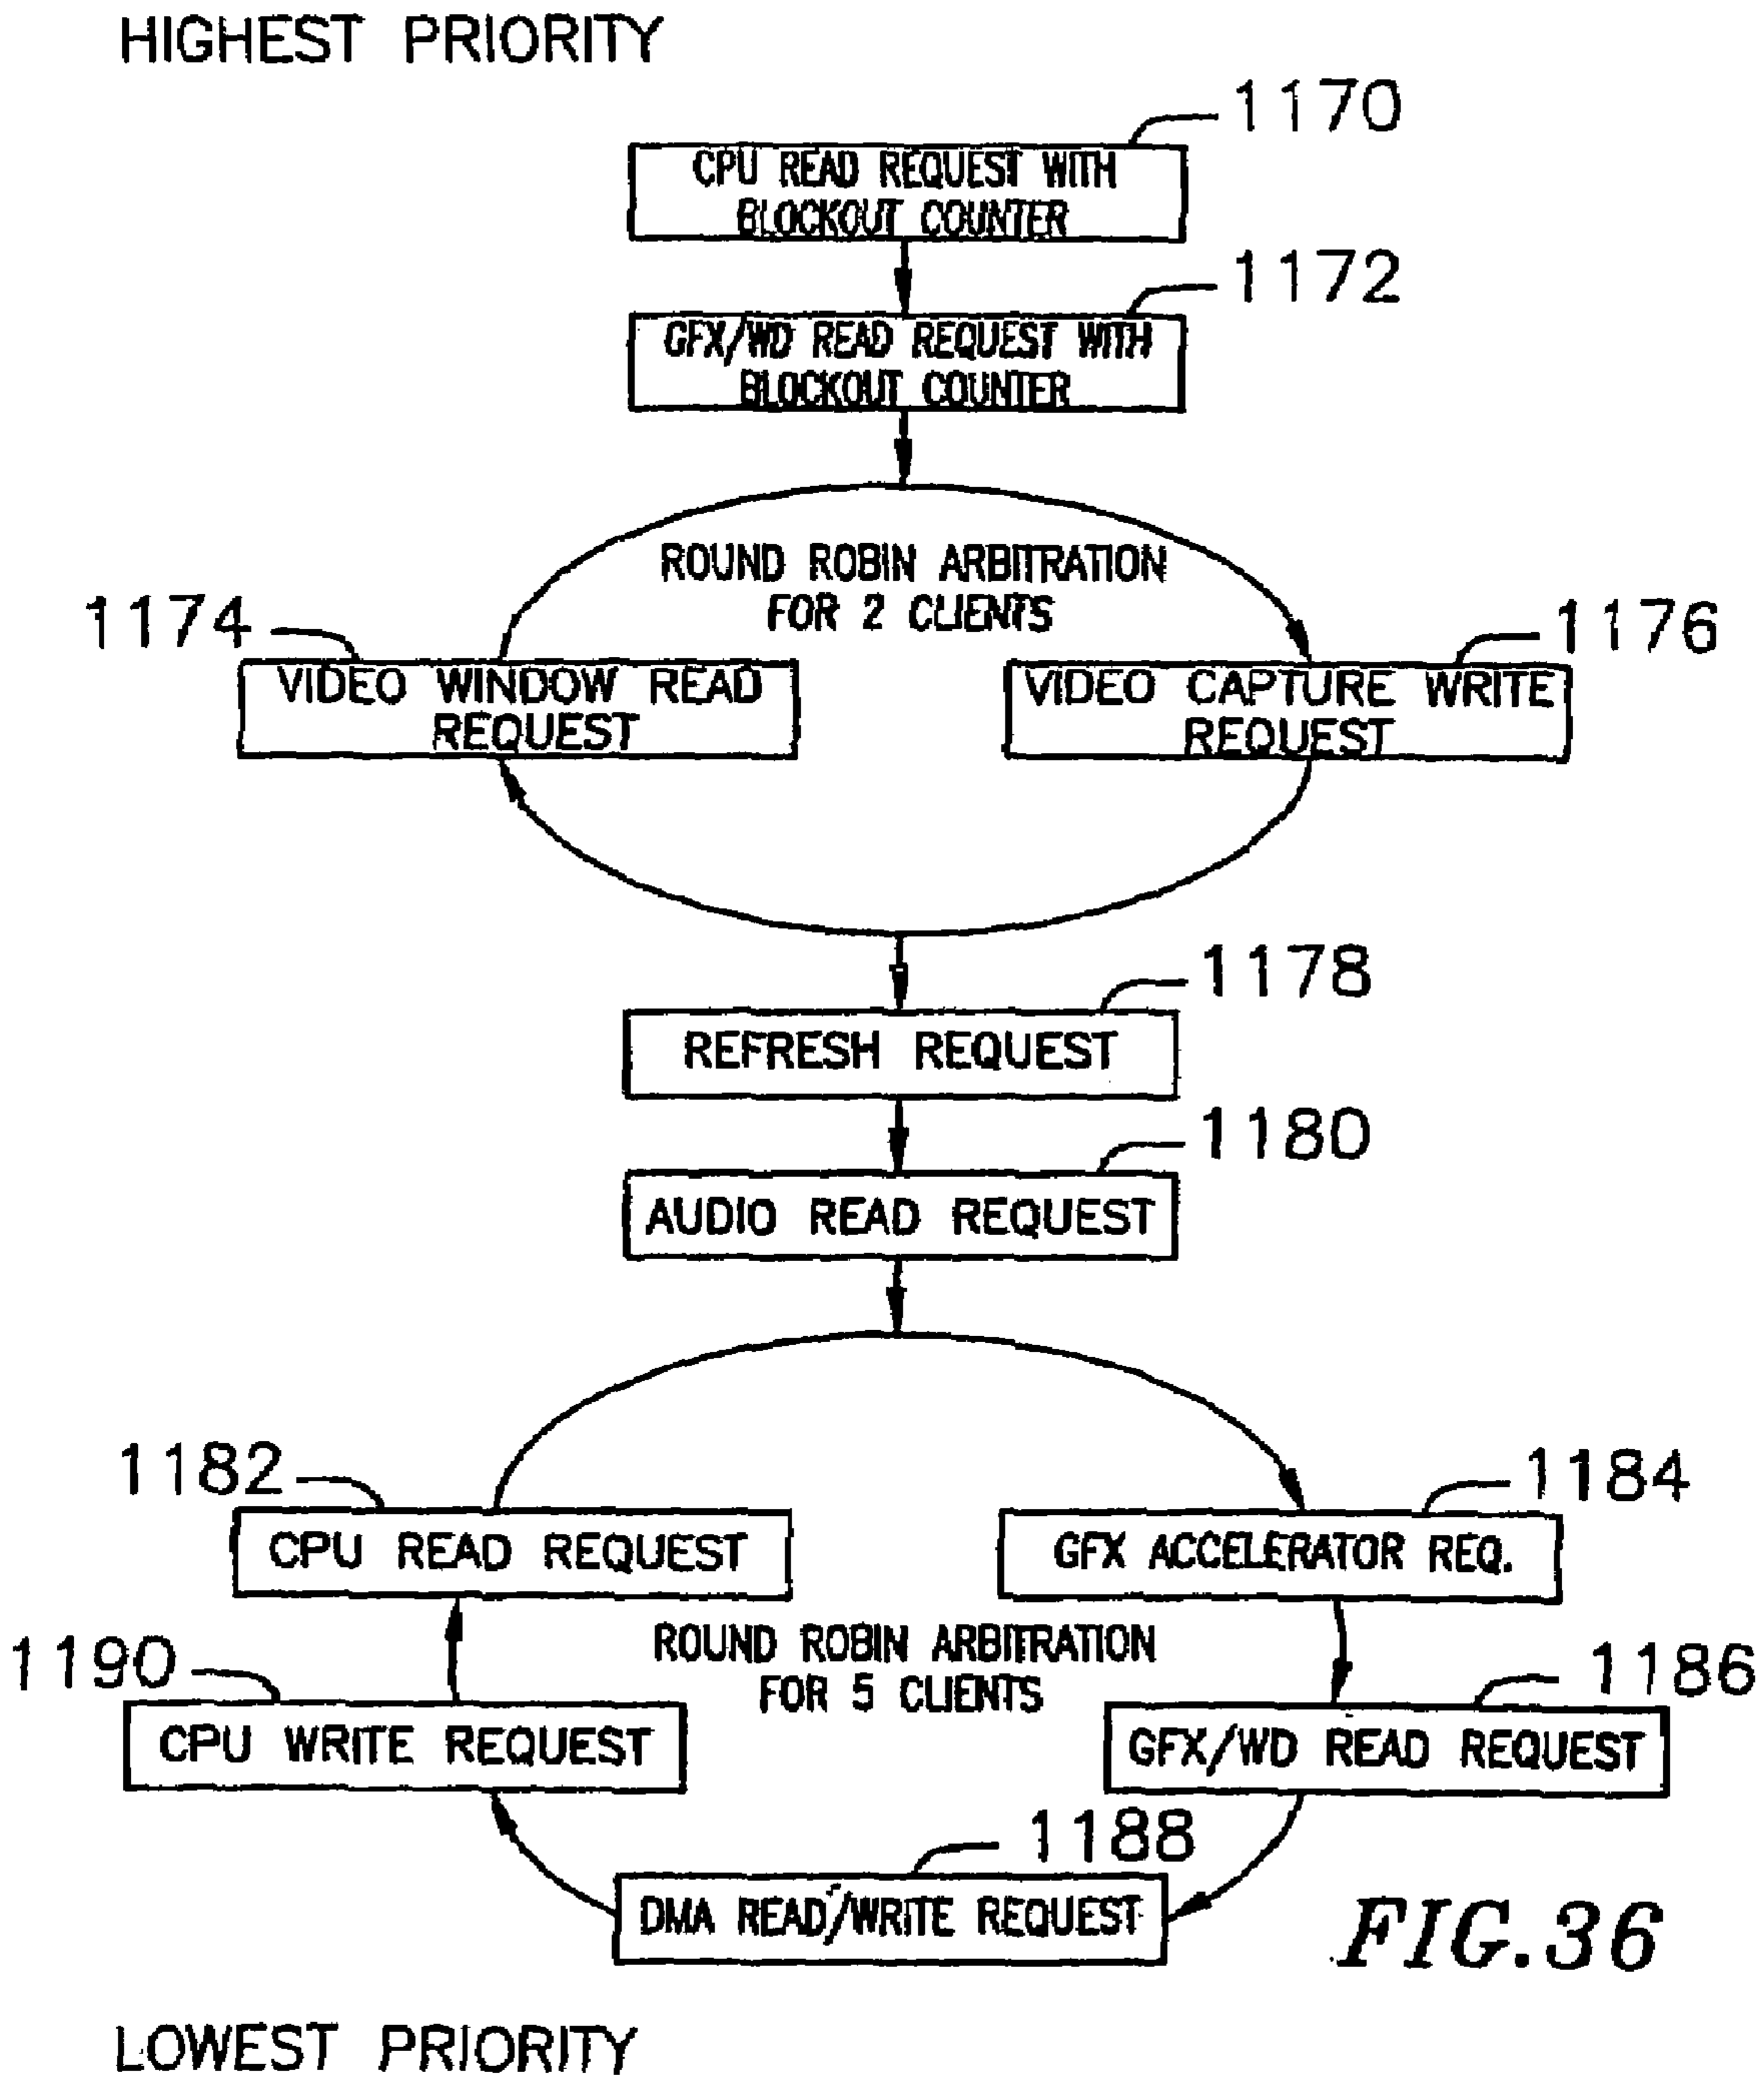 HIGHEST PRIORITY
1170
CPU READ REQUEST WITH
BLOCKOUT COUNTER
1172
GFX/WD READ REQUEST WITH
BLOCKOUT COUNTER
ROUND ROBIN ARBITRATION
FOR 2 CLIENTS
1174
1176
VIDEO WINDOW READ
REQUEST
VIDEO CAPTURE WRITE
REQUEST
1178
REFRESH REQUEST
1180
AUDIO READ REQUEST
1182
1184
CPU READ REQUEST
GFX ACCELERATOR REQ.
ROUND ROBIN ARBITRATION
FOR 5 CLIENTS
1190
1186
CPU WRITE REQUEST
GFX/WD READ REQUEST
1188
DMA READ/WRITE REQUEST
FIG.36
LOWEST PRIORITY